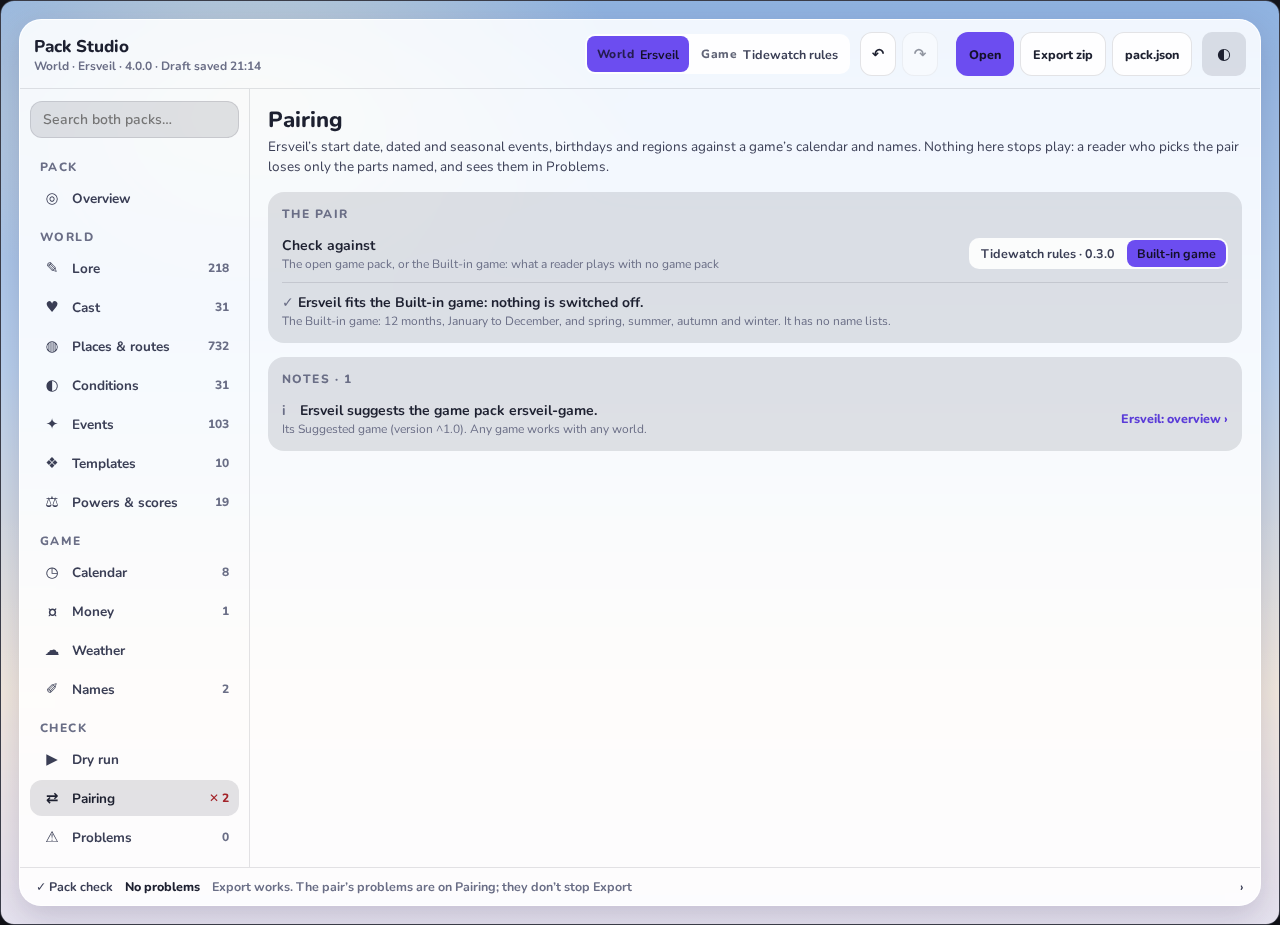 Pack Studio
World · Ersveil · 4.0.0 · Draft saved 21:14
World Ersveil
Game Tidewatch rules
↶
↷
Open
Export zip
pack.json
◐
Search both packs…
PACK
◎ Overview
WORLD
✎ Lore 218
♥ Cast 31
◍ Places & routes 732
◐ Conditions 31
✦ Events 103
❖ Templates 10
⚖ Powers & scores 19
GAME
◷ Calendar 8
¤ Money 1
☁ Weather
✐ Names 2
CHECK
▶ Dry run
⇄ Pairing ✕ 2
⚠ Problems 0
Pairing
Ersveil’s start date, dated and seasonal events, birthdays and regions against a game’s calendar and names. Nothing here stops play: a reader who picks the pair
loses only the parts named, and sees them in Problems.
THE PAIR
Check against
The open game pack, or the Built-in game: what a reader plays with no game pack
Tidewatch rules · 0.3.0
Built-in game
✓ Ersveil fits the Built-in game: nothing is switched off.
The Built-in game: 12 months, January to December, and spring, summer, autumn and winter. It has no name lists.
NOTES · 1
i Ersveil suggests the game pack ersveil-game.
Its Suggested game (version ^1.0). Any game works with any world.
Ersveil: overview ›
✓ Pack check No problems Export works. The pair’s problems are on Pairing; they don’t stop Export ›